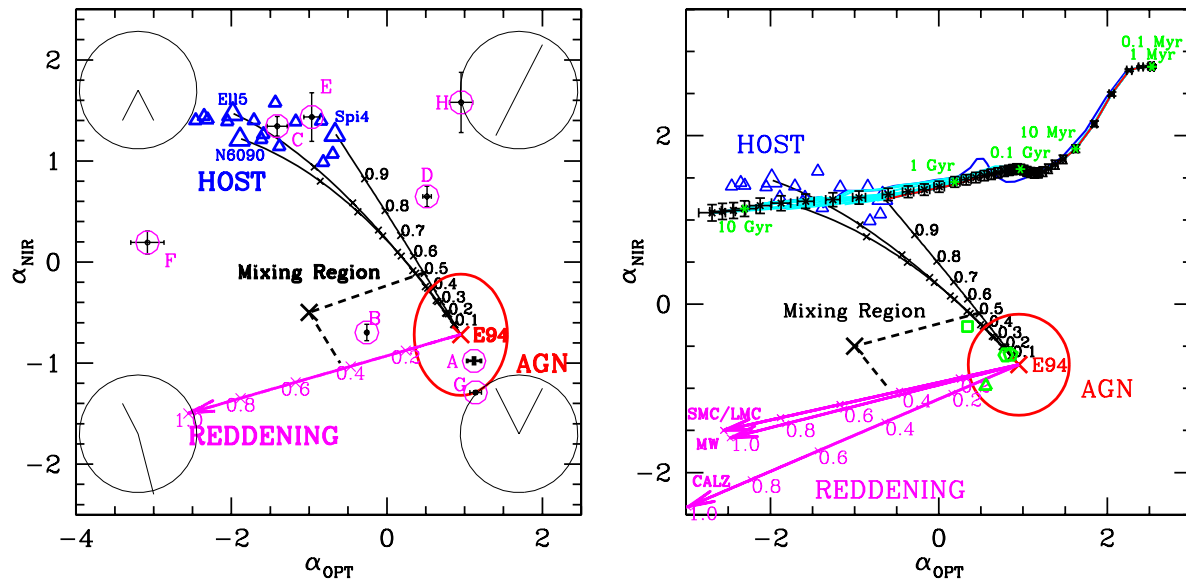 2
1
0
−1
−2
−4
−2
0
2
α_NIR
α_OPT
Ell5
N6090
HOST
Spi4
E
C
H
D
F
0.9
0.8
0.7
0.6
0.5
0.4
0.3
0.2
0.1
Mixing Region
B
E94
A
AGN
G
0.2
0.4
0.6
0.8
1.0
REDDENING
2
0
−2
−2
0
2
α_NIR
α_OPT
0.1 Myr
1 Myr
10 Myr
0.1 Gyr
1 Gyr
10 Gyr
HOST
0.9
0.8
0.7
0.6
0.5
0.4
0.3
0.2
0.1
Mixing Region
E94
AGN
SMC/LMC
MW
CALZ
0.2
0.4
0.6
0.8
1.0
0.2
0.4
0.6
0.8
1.0
REDDENING